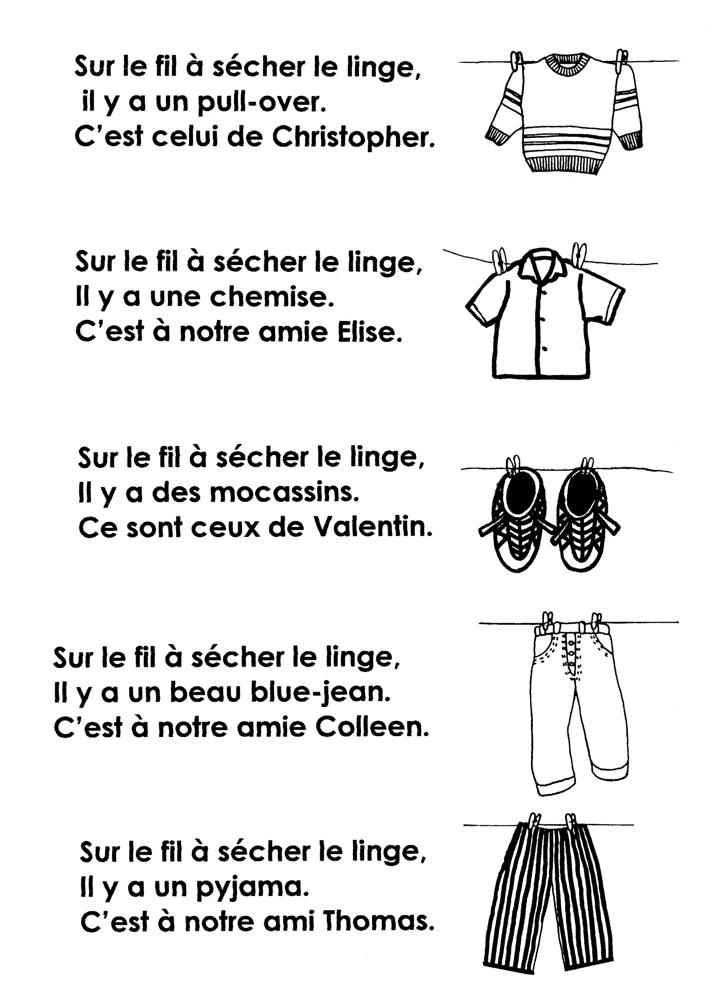 Sur le fil à sécher le linge,
il y a un pull-over.
C'est celui de Christopher.
Sur le fil à sécher le linge,
Il y a une chemise.
C'est à notre amie Elise.
Sur le fil à sécher le linge,
Il y a des mocassins.
Ce sont ceux de Valentin.
Sur le fil à sécher le linge,
Il y a un beau blue-jean.
C'est à notre amie Colleen.
Sur le fil à sécher le linge,
Il y a un pyjama.
C'est à notre ami Thomas.